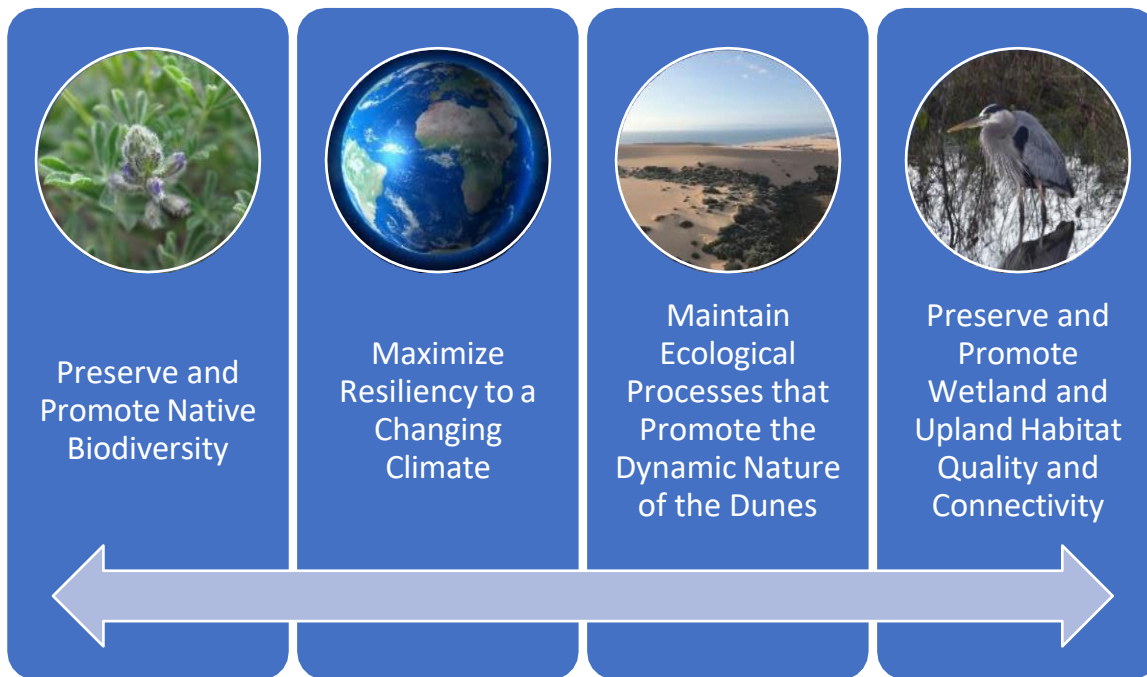 Preserve and
Promote Native
Biodiversity
Maximize
Resiliency to a
Changing
Climate
Maintain
Ecological
Processes that
Promote the
Dynamic Nature
of the Dunes
Preserve and
Promote
Wetland and
Upland Habitat
Quality and
Connectivity